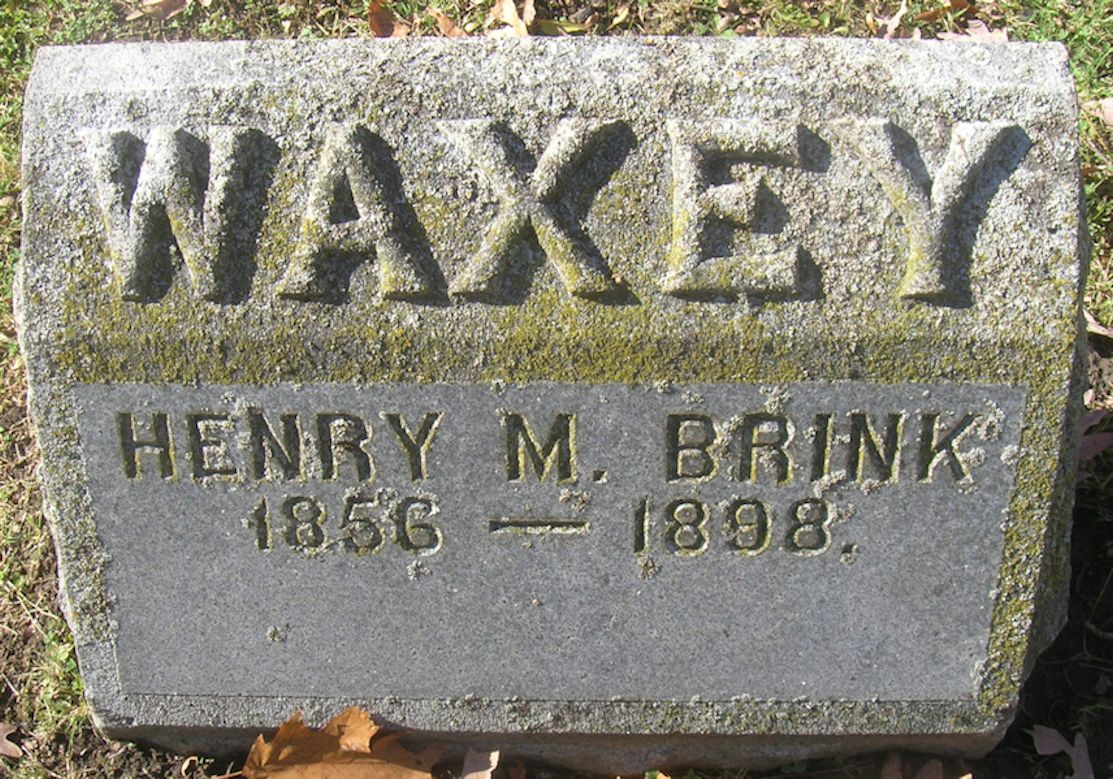 WAXEY
HENRY M. BRINK
1856 — 1898.